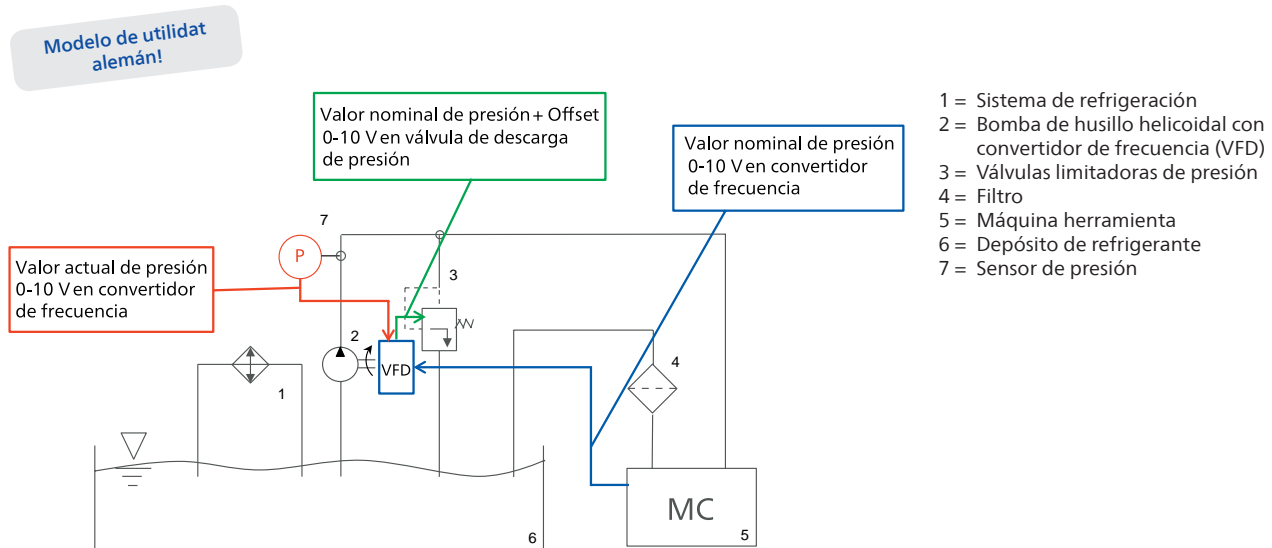 Modelo de utilidat
alemán!
Valor nominal de presión + Offset
0-10 V en válvula de descarga
de presión
Valor nominal de presión
0-10 V en convertidor
de frecuencia
1 = Sistema de refrigeración
2 = Bomba de husillo helicoidal con
convertidor de frecuencia (VFD)
3 = Válvulas limitadoras de presión
4 = Filtro
5 = Máquina herramienta
6 = Depósito de refrigerante
7 = Sensor de presión
7
P
Valor actual de presión
0-10 V en convertidor
de frecuencia
3
2
VFD
4
1
MC
5
6